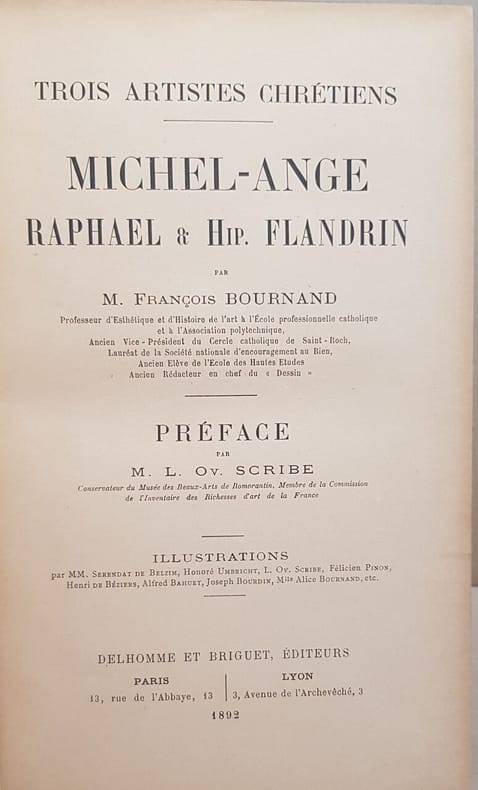 TROIS ARTISTES CHRÉTIENS
MICHEL-ANGE
RAPHAEL & HIP. FLANDRIN
PAR
M. FRANÇOIS BOURNAND
Professeur d'Esthétique et d'Histoire de l'art à l'École professionnelle catholique
et à l'Association polytechnique,
Ancien Vice-Président du Cercle catholique de Saint-Roch,
Lauréat de la Société nationale d'encouragement au Bien,
Ancien Elève de l'Ecole des Hautes Etudes
Ancien Rédacteur en chef du « Dessin »
PRÉFACE
PAR
M. L. OV. SCRIBE
Conservateur du Musée des Beaux-Arts de Romorantin, Membre de la Commission
de l'Inventaire des Richesses d'art de la France
ILLUSTRATIONS
par MM. SERENDAT DE BELZIM, Honoré UMBRICHT, L. OV. SCRIBE, Félicien PINON,
Henri DE BÉZIERS, Alfred BAHUET, Joseph BOURDIN, Mlle Alice BOURNAND, etc.
DELHOMME ET BRIGUET, ÉDITEURS
PARIS
13, rue de l'Abbaye, 13
LYON
3, Avenue de l'Archevêché, 3
1892